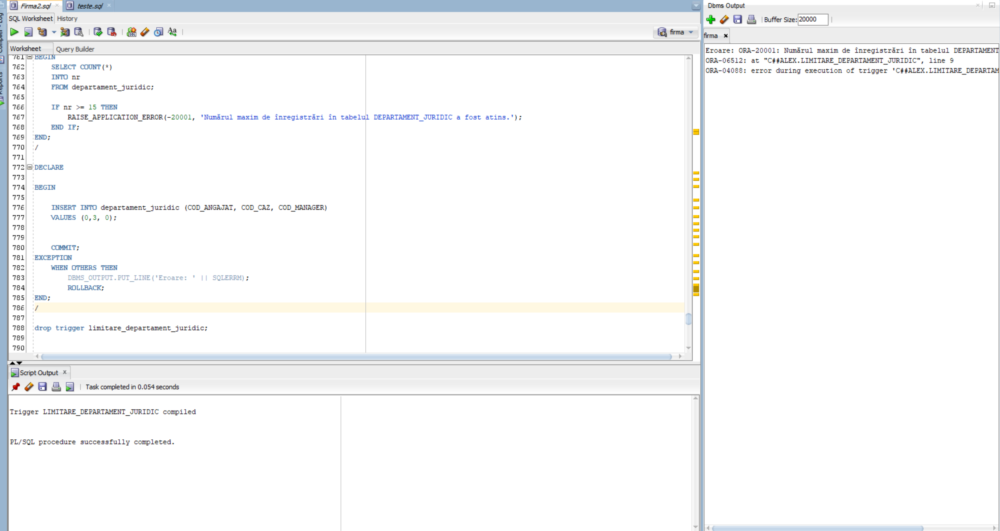 Firma2.sql
teste.sql
SQL Worksheet History
firma
Worksheet Query Builder
761 BEGIN
762 SELECT COUNT(*)
763 INTO nr
764 FROM departament_juridic;
765
766 IF nr >= 15 THEN
767 RAISE_APPLICATION_ERROR(-20001, 'Numărul maxim de înregistrări în tabelul DEPARTAMENT_JURIDIC a fost atins.');
768 END IF;
769 END;
770 /
771
772 DECLARE
773
774 BEGIN
775
776 INSERT INTO departament_juridic (COD_ANGAJAT, COD_CAZ, COD_MANAGER)
777 VALUES (0,3, 0);
778
779
780 COMMIT;
781 EXCEPTION
782 WHEN OTHERS THEN
783 DBMS_OUTPUT.PUT_LINE('Eroare: ' || SQLERRM);
784 ROLLBACK;
785 END;
786 /
787
788 drop trigger limitare_departament_juridic;
789
790
Script Output
Task completed in 0.054 seconds
Trigger LIMITARE_DEPARTAMENT_JURIDIC compiled
PL/SQL procedure successfully completed.
Dbms Output
Buffer Size: 20000
firma
Eroare: ORA-20001: Numărul maxim de înregistrări în tabelul DEPARTAMENT
ORA-06512: at "C##ALEX.LIMITARE_DEPARTAMENT_JURIDIC", line 9
ORA-04088: error during execution of trigger 'C##ALEX.LIMITARE_DEPARTAM